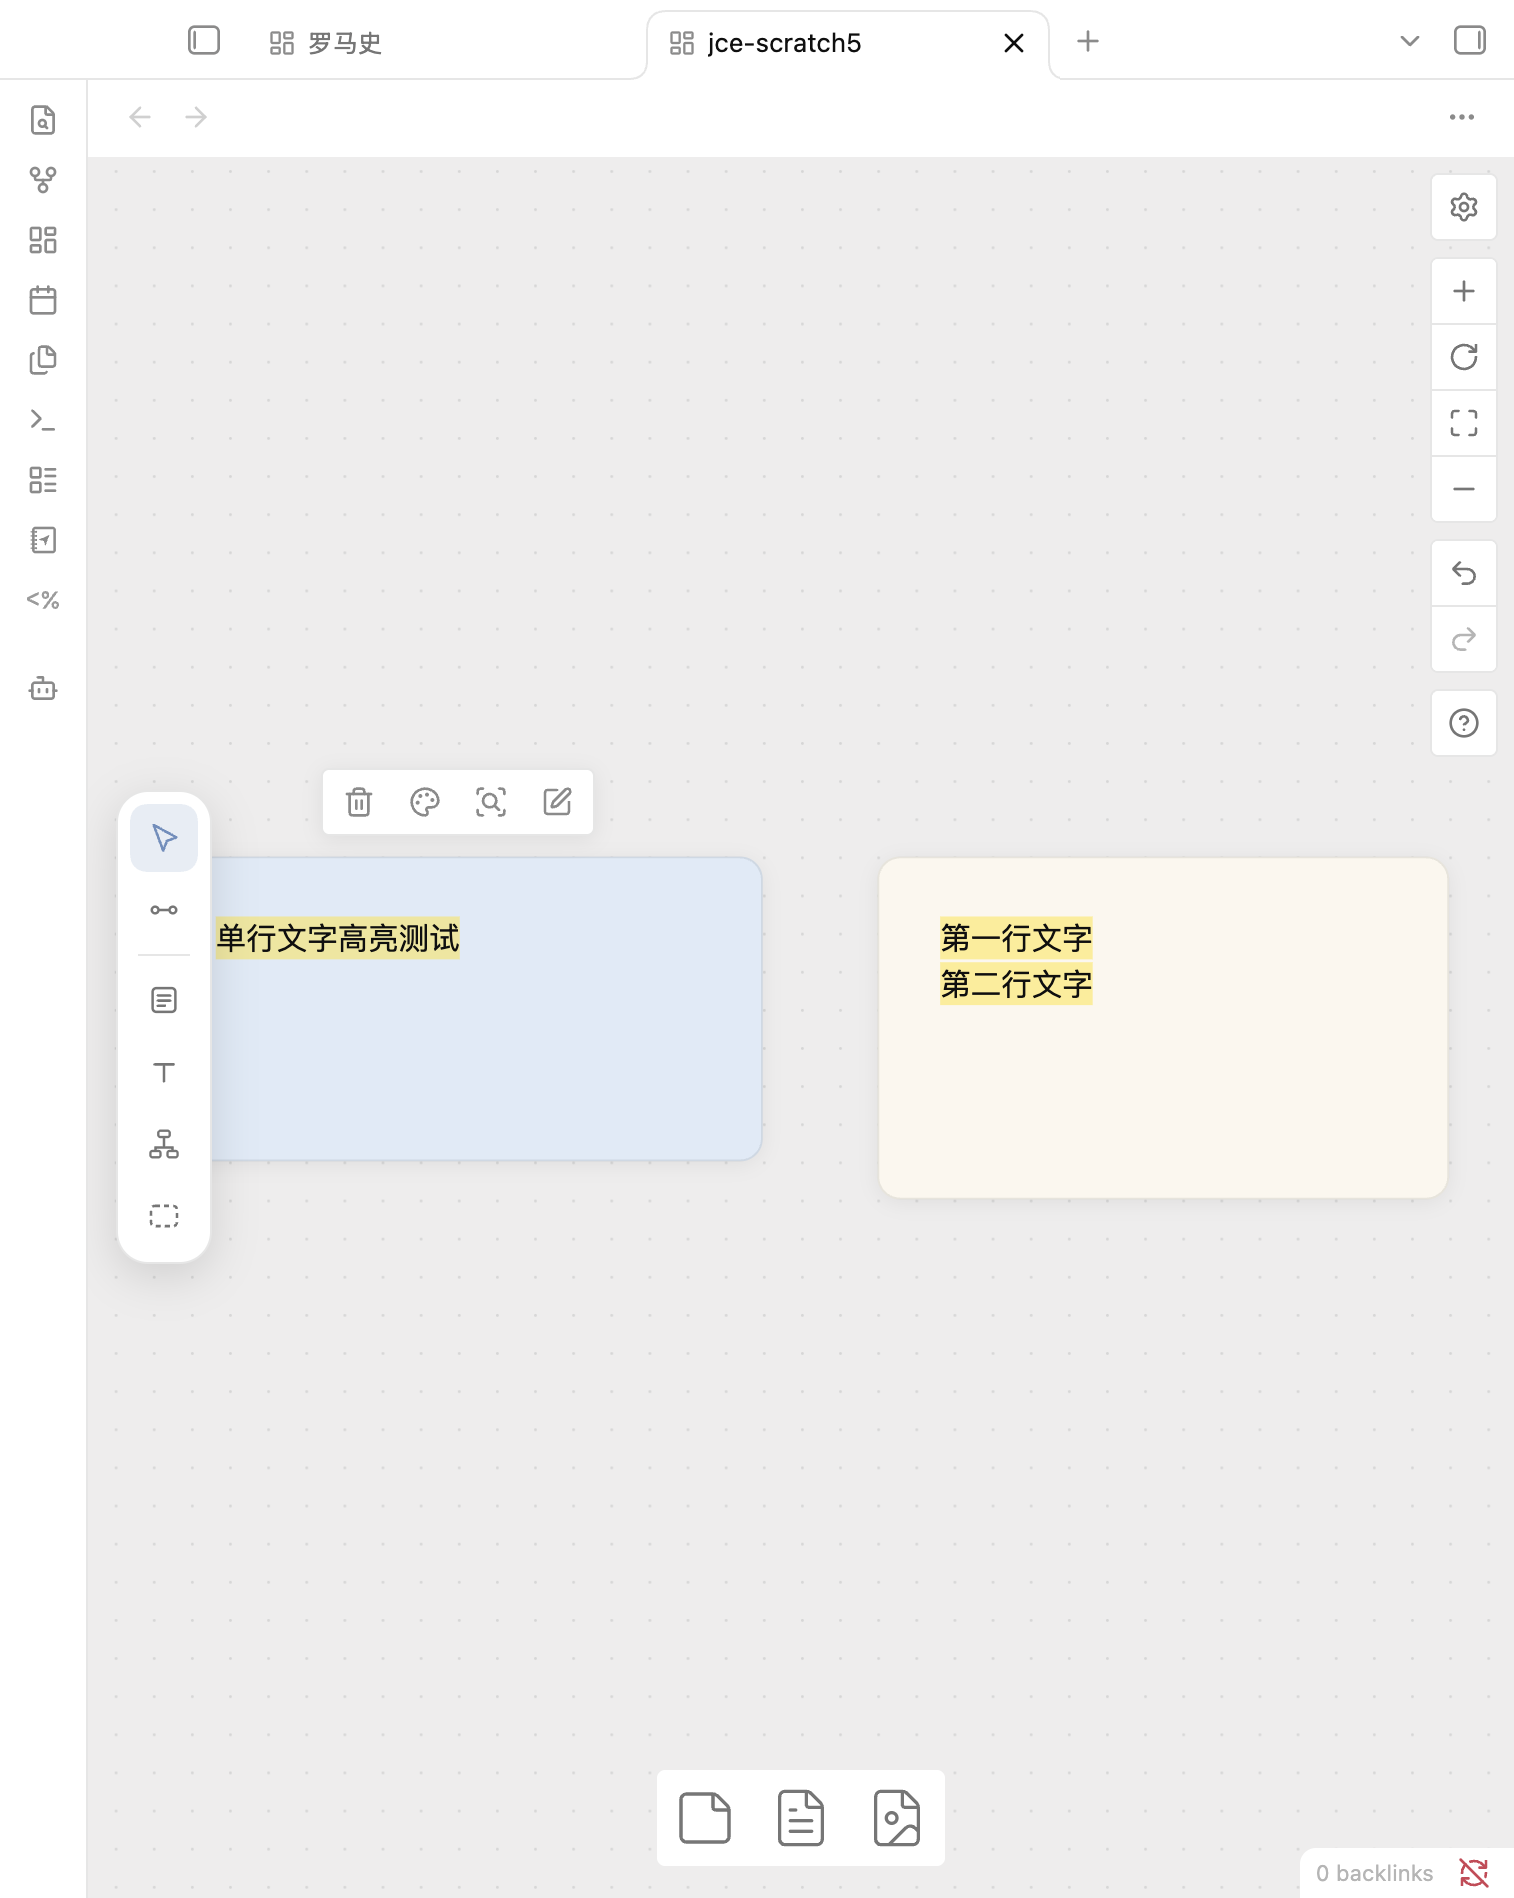 罗马史
jce-scratch5
<%
单行文字高亮测试
第一行文字
第二行文字
0 backlinks